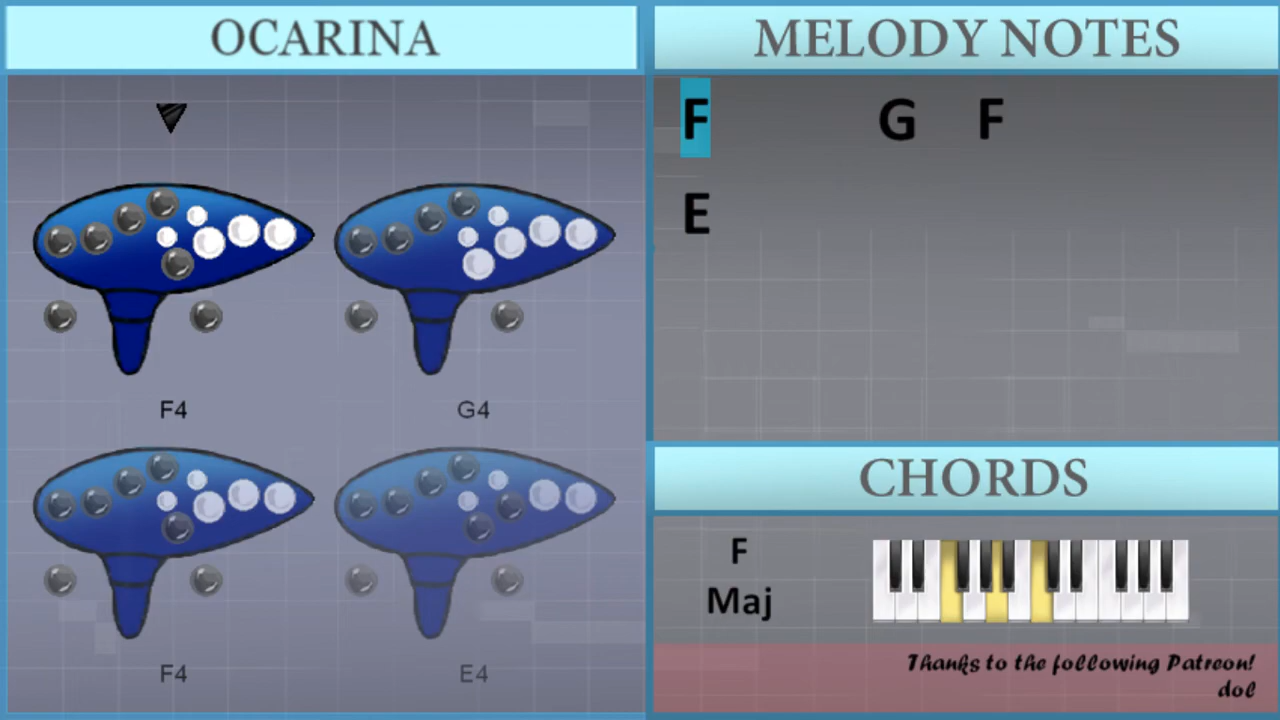 OCARINA
F4
G4
F4
E4
MELODY NOTES
F G F
E
CHORDS
F
Maj
Thanks to the following Patreon!
dol